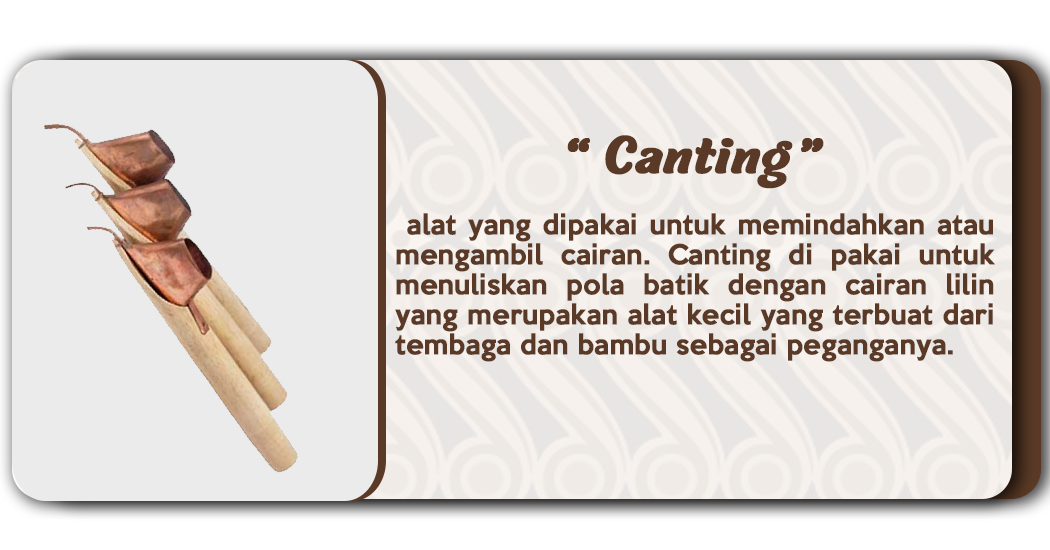 “ Canting ”
alat yang dipakai untuk memindahkan atau
mengambil cairan. Canting di pakai untuk
menuliskan pola batik dengan cairan lilin
yang merupakan alat kecil yang terbuat dari
tembaga dan bambu sebagai peganganya.